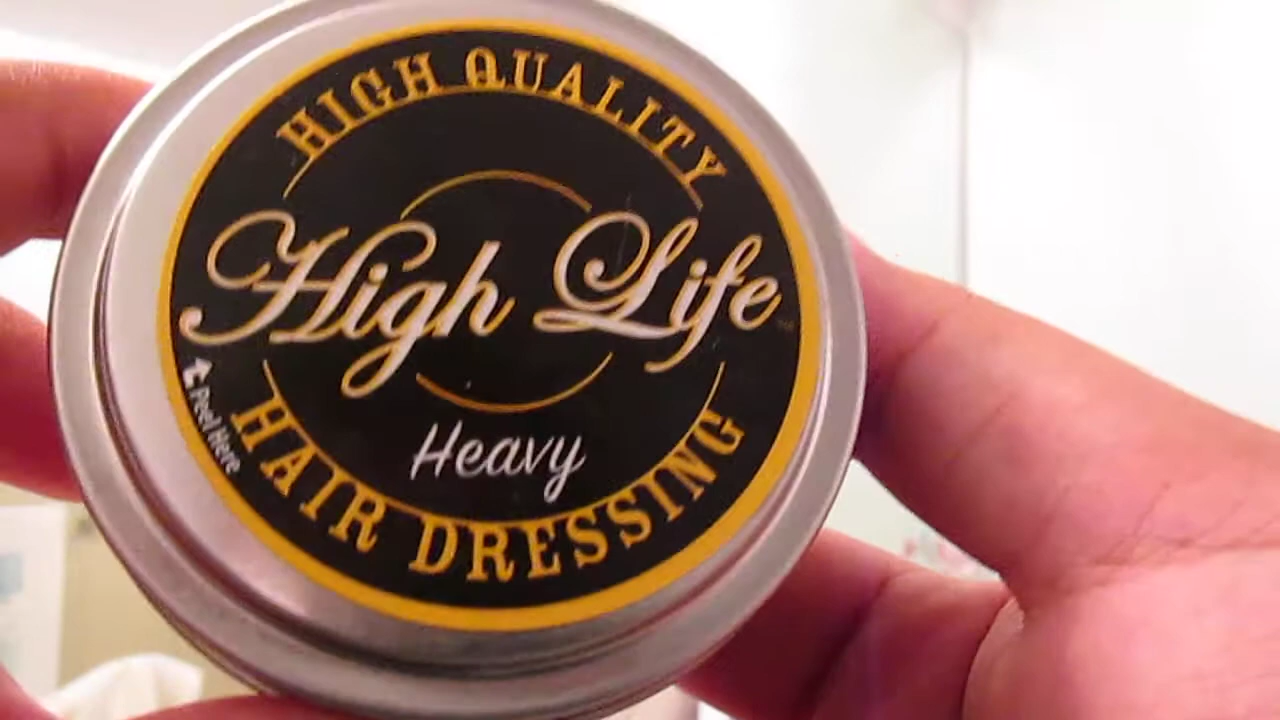 HIGH QUALITY
High Life
Heavy
HAIR DRESSING
Peel Here